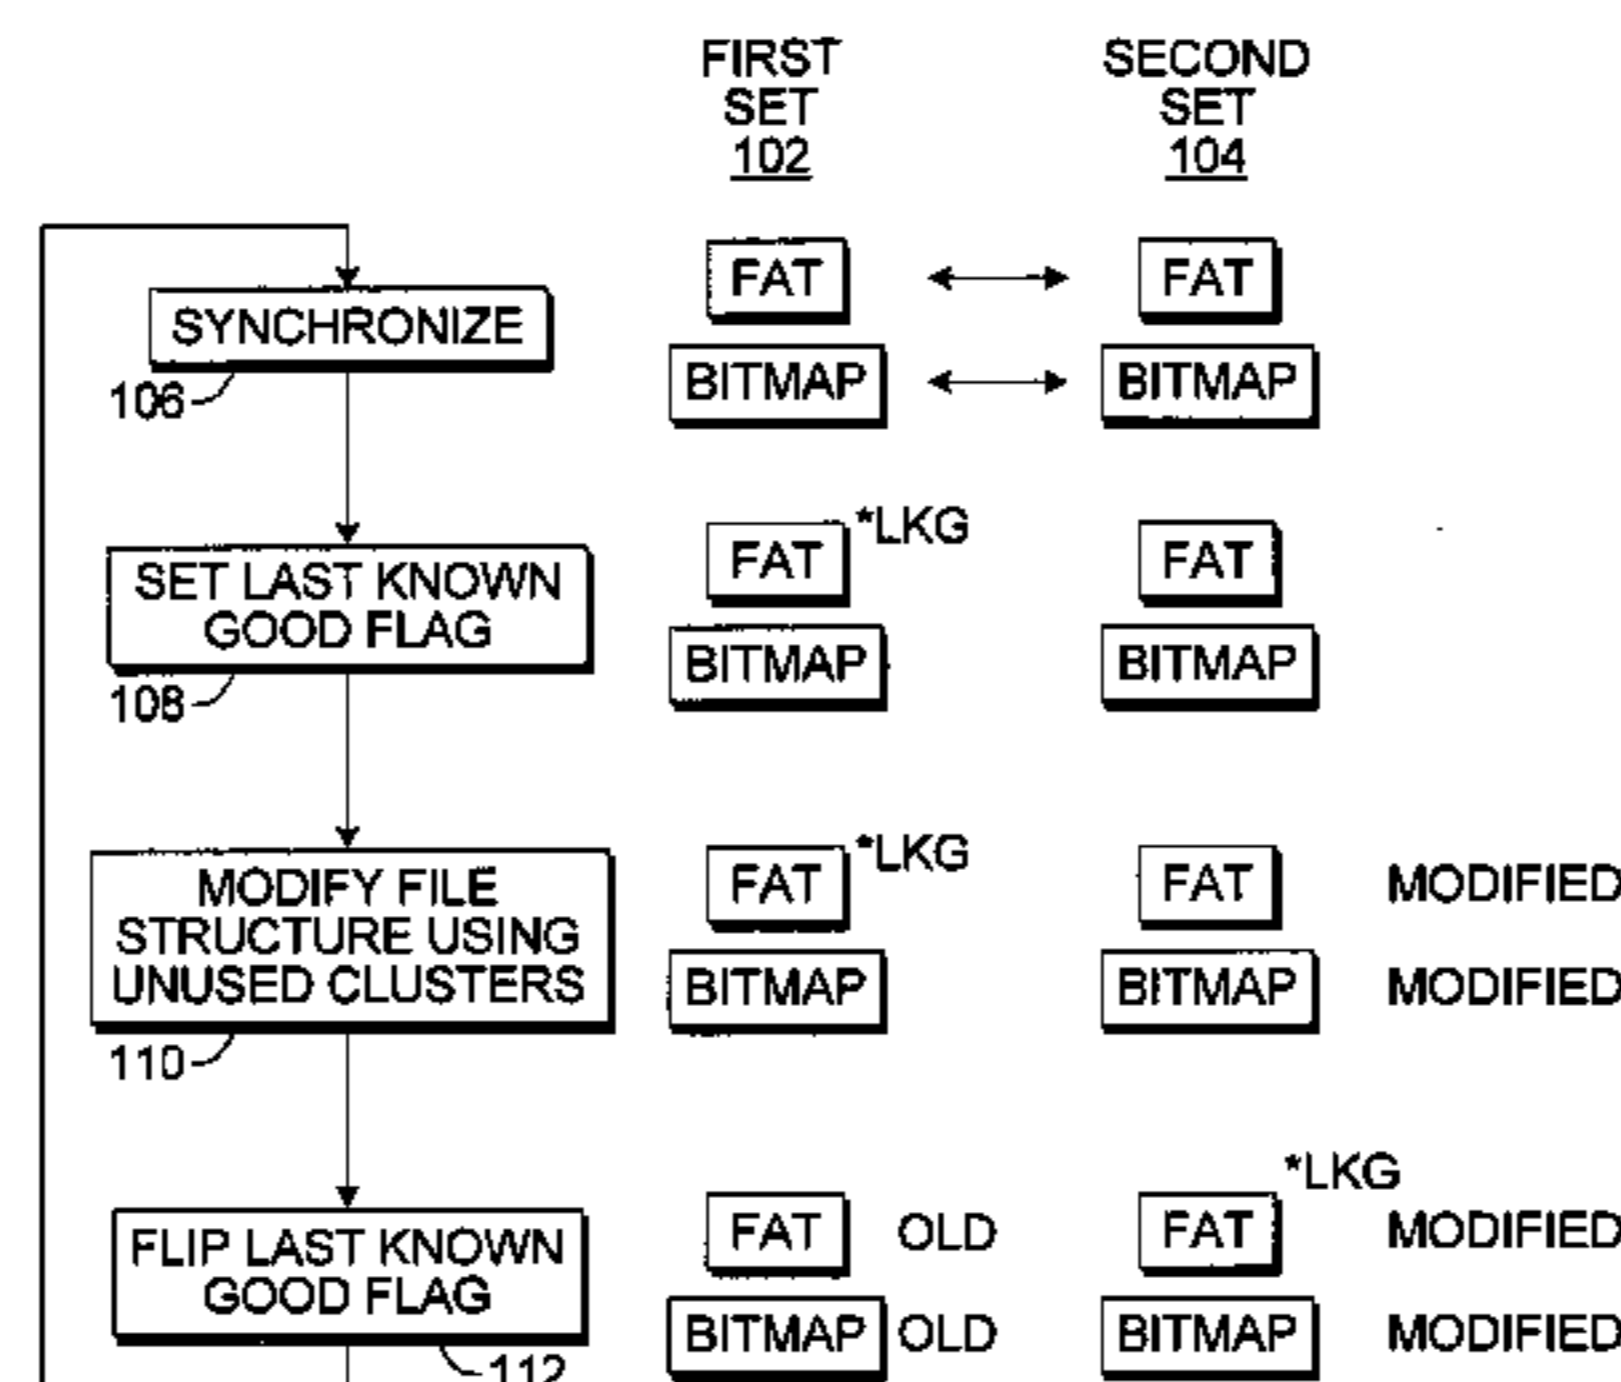 FIRST
SET
102
SECOND
SET
104
SYNCHRONIZE
106
FAT
FAT
BITMAP
BITMAP
SET LAST KNOWN
GOOD FLAG
108
FAT *LKG
FAT
BITMAP
BITMAP
MODIFY FILE
STRUCTURE USING
UNUSED CLUSTERS
110
FAT *LKG
FAT MODIFIED
BITMAP
BITMAP MODIFIED
FLIP LAST KNOWN
GOOD FLAG
112
FAT OLD
*LKG
FAT MODIFIED
BITMAP OLD
BITMAP MODIFIED